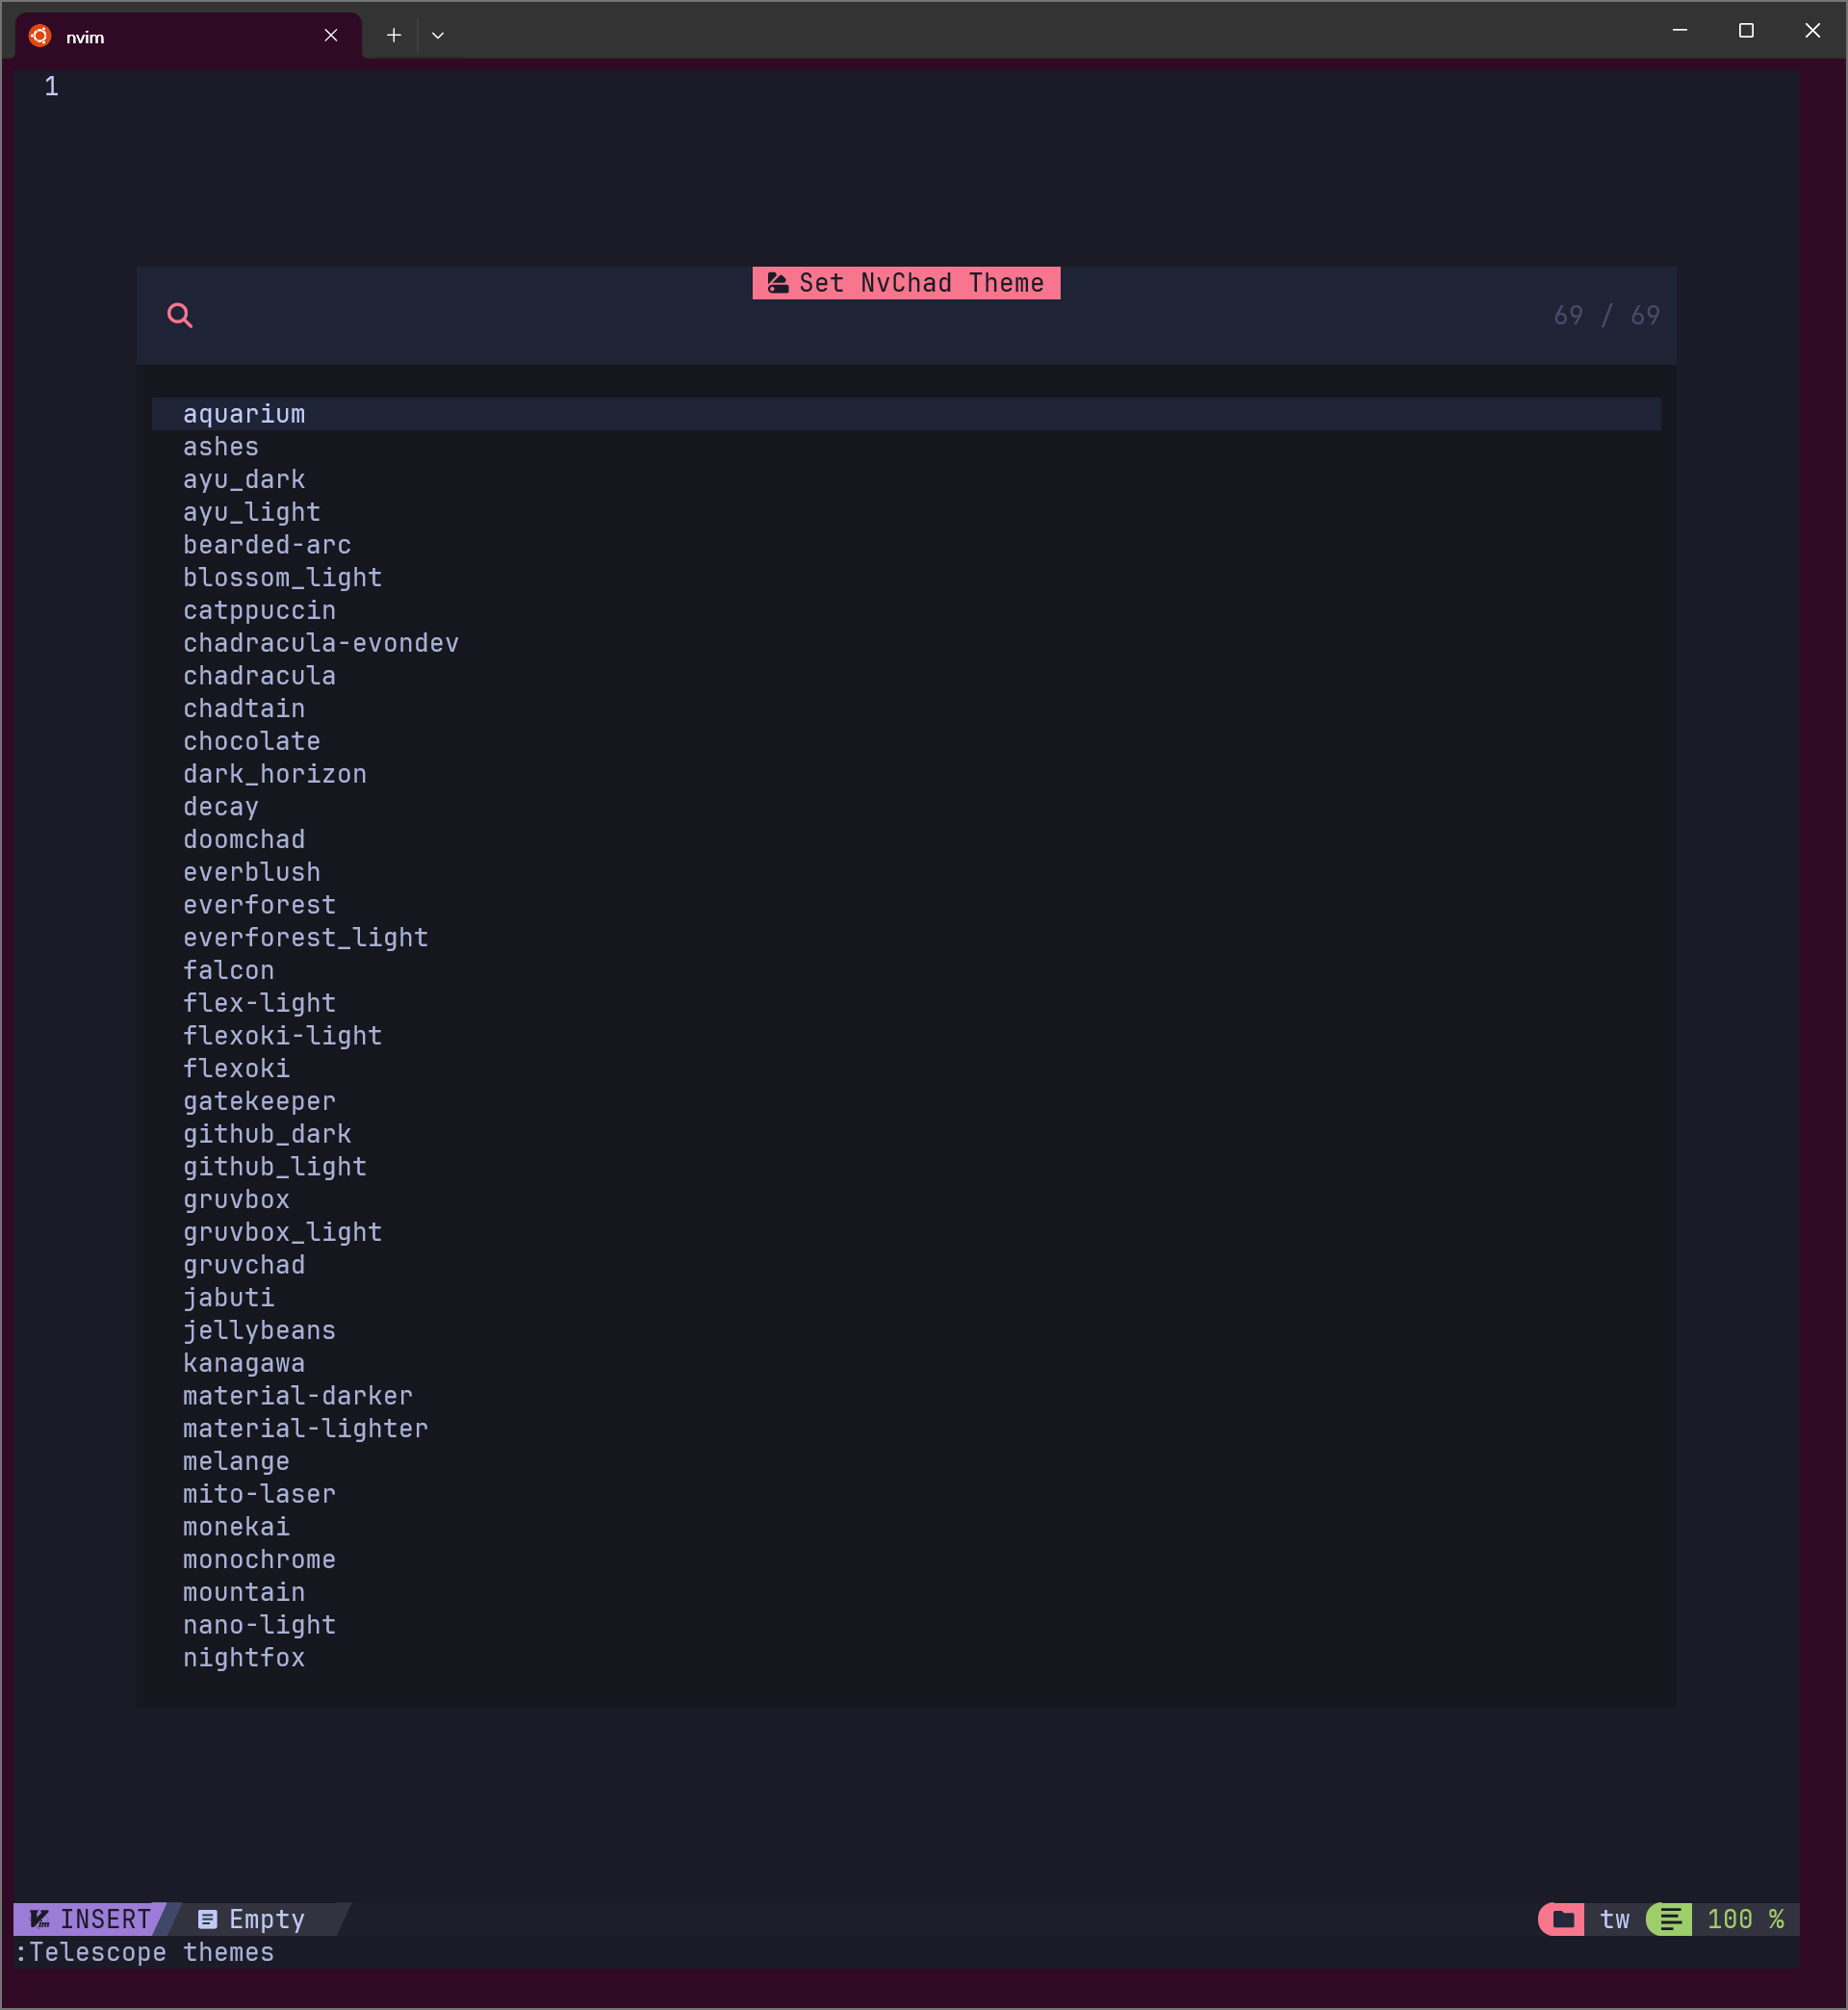 nvim
1
Set NvChad Theme
69 / 69
aquarium
ashes
ayu_dark
ayu_light
bearded-arc
blossom_light
catppuccin
chadracula-evondev
chadracula
chadtain
chocolate
dark_horizon
decay
doomchad
everblush
everforest
everforest_light
falcon
flex-light
flexoki-light
flexoki
gatekeeper
github_dark
github_light
gruvbox
gruvbox_light
gruvchad
jabuti
jellybeans
kanagawa
material-darker
material-lighter
melange
mito-laser
monekai
monochrome
mountain
nano-light
nightfox
INSERT Empty tw 100 %
:Telescope themes